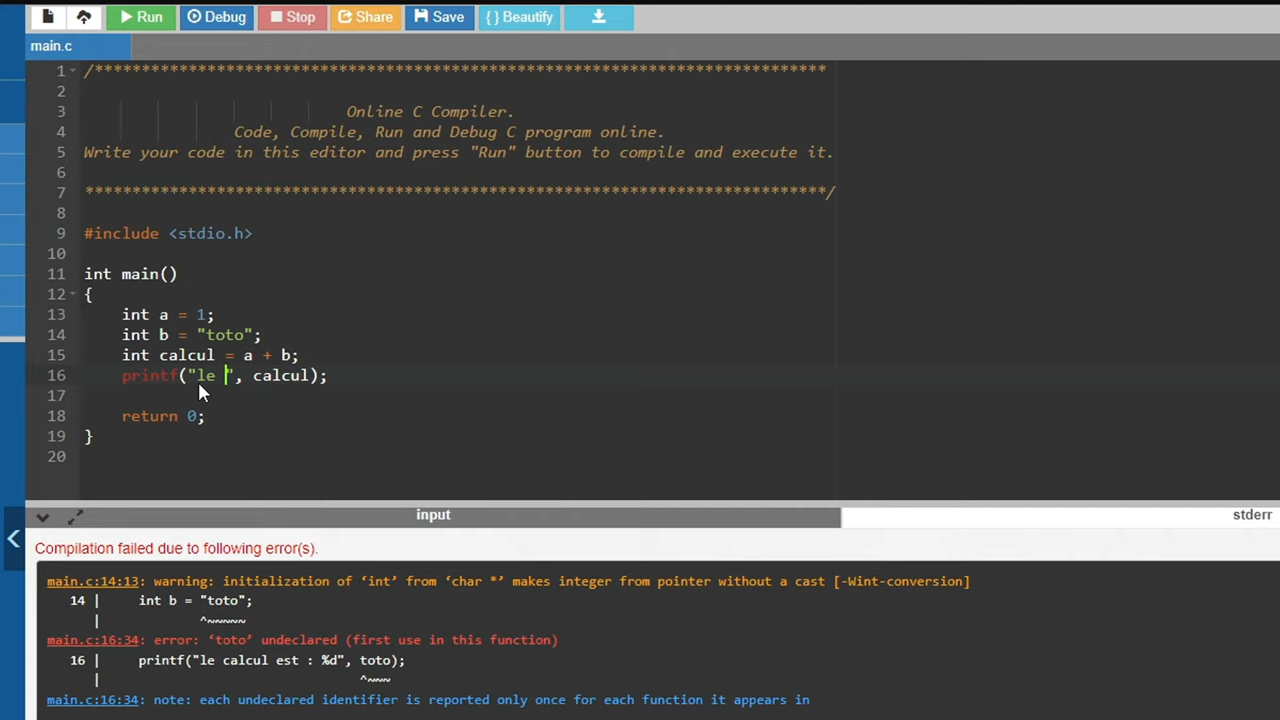 Run Debug Stop Share Save { } Beautify
main.c
1 /******************************************************************************
2
3 Online C Compiler.
4 Code, Compile, Run and Debug C program online.
5 Write your code in this editor and press "Run" button to compile and execute it.
6
7 *******************************************************************************/
8
9 #include <stdio.h>
10
11 int main()
12 {
13 int a = 1;
14 int b = "toto";
15 int calcul = a + b;
16 printf("le ", calcul);
17
18 return 0;
19 }
20
input stderr
Compilation failed due to following error(s).
main.c:14:13: warning: initialization of ‘int’ from ‘char *’ makes integer from pointer without a cast [-Wint-conversion]
14 | int b = "toto";
| ^~~~~~
main.c:16:34: error: ‘toto’ undeclared (first use in this function)
16 | printf("le calcul est : %d", toto);
| ^~~~
main.c:16:34: note: each undeclared identifier is reported only once for each function it appears in